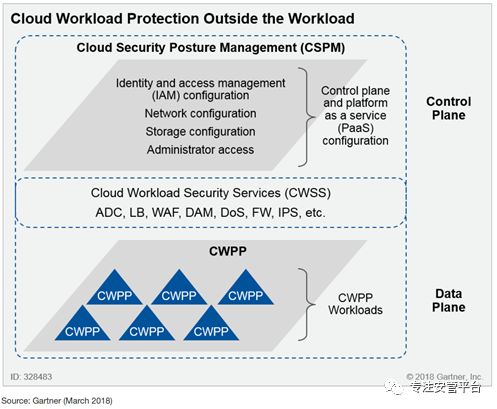 Cloud Workload Protection Outside the Workload
Cloud Security Posture Management (CSPM)
Identity and access management
(IAM) configuration
Network configuration
Storage configuration
Administrator access
Control plane
and platform
as a service
(PaaS)
configuration
Control
Plane
Cloud Workload Security Services (CWSS)
ADC, LB, WAF, DAM, DoS, FW, IPS, etc.
CWPP
CWPP
CWPP
CWPP
CWPP
CWPP
CWPP
CWPP
Workloads
Data
Plane
ID: 328483
© 2018 Gartner, Inc.
Source: Gartner (March 2018)
专注安管平台